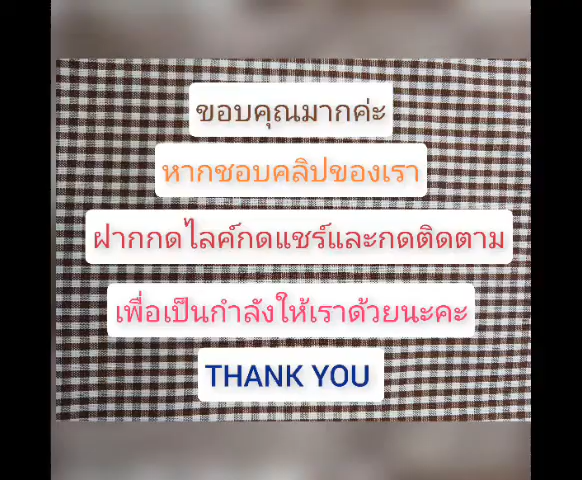 ขอบคุณมากค่ะ
หากชอบคลิปของเรา
ฝากกดไลค์กดแชร์และกดติดตาม
เพื่อเป็นกำลังให้เราด้วยนะคะ
THANK YOU